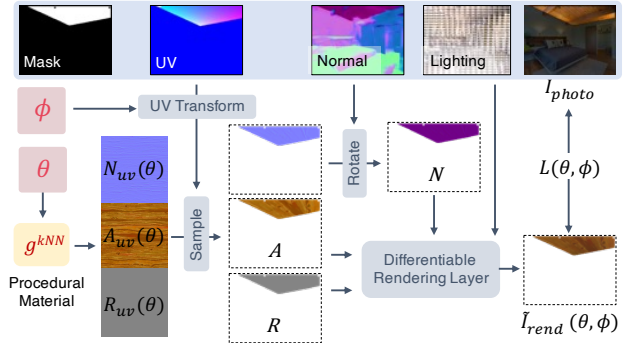 Mask
UV
Normal
Lighting
I_photo
ϕ
UV Transform
θ
N_uv(θ)
Rotate
N
L(θ, ϕ)
g^kNN
A_uv(θ)
Sample
A
Differentiable
Rendering Layer
Procedural
Material
R_uv(θ)
R
Ĩ_rend (θ, ϕ)